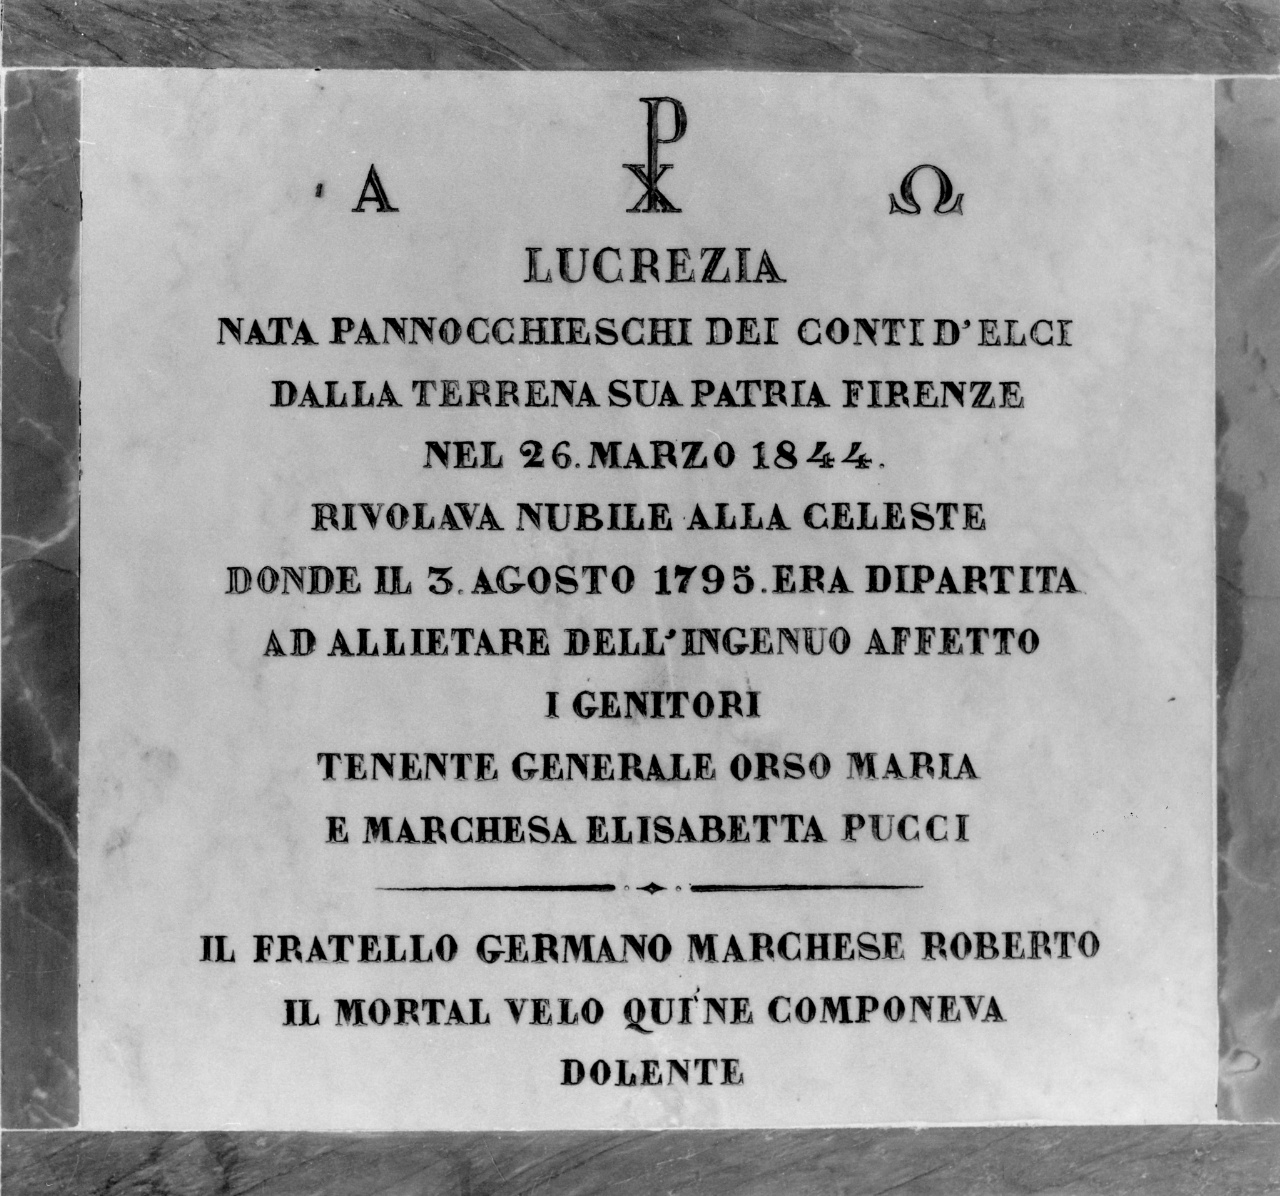 Α ☧ Ω
LUCREZIA
NATA PANNOCCHIESCHI DEI CONTI D'ELCI
DALLA TERRENA SUA PATRIA FIRENZE
NEL 26. MARZO 1844.
RIVOLAVA NUBILE ALLA CELESTE
DONDE IL 3. AGOSTO 1795. ERA DIPARTITA
AD ALLIETARE DELL'INGENUO AFFETTO
I GENITORI
TENENTE GENERALE ORSO MARIA
E MARCHESA ELISABETTA PUCCI
IL FRATELLO GERMANO MARCHESE ROBERTO
IL MORTAL VELO QUI'NE COMPONEVA
DOLENTE